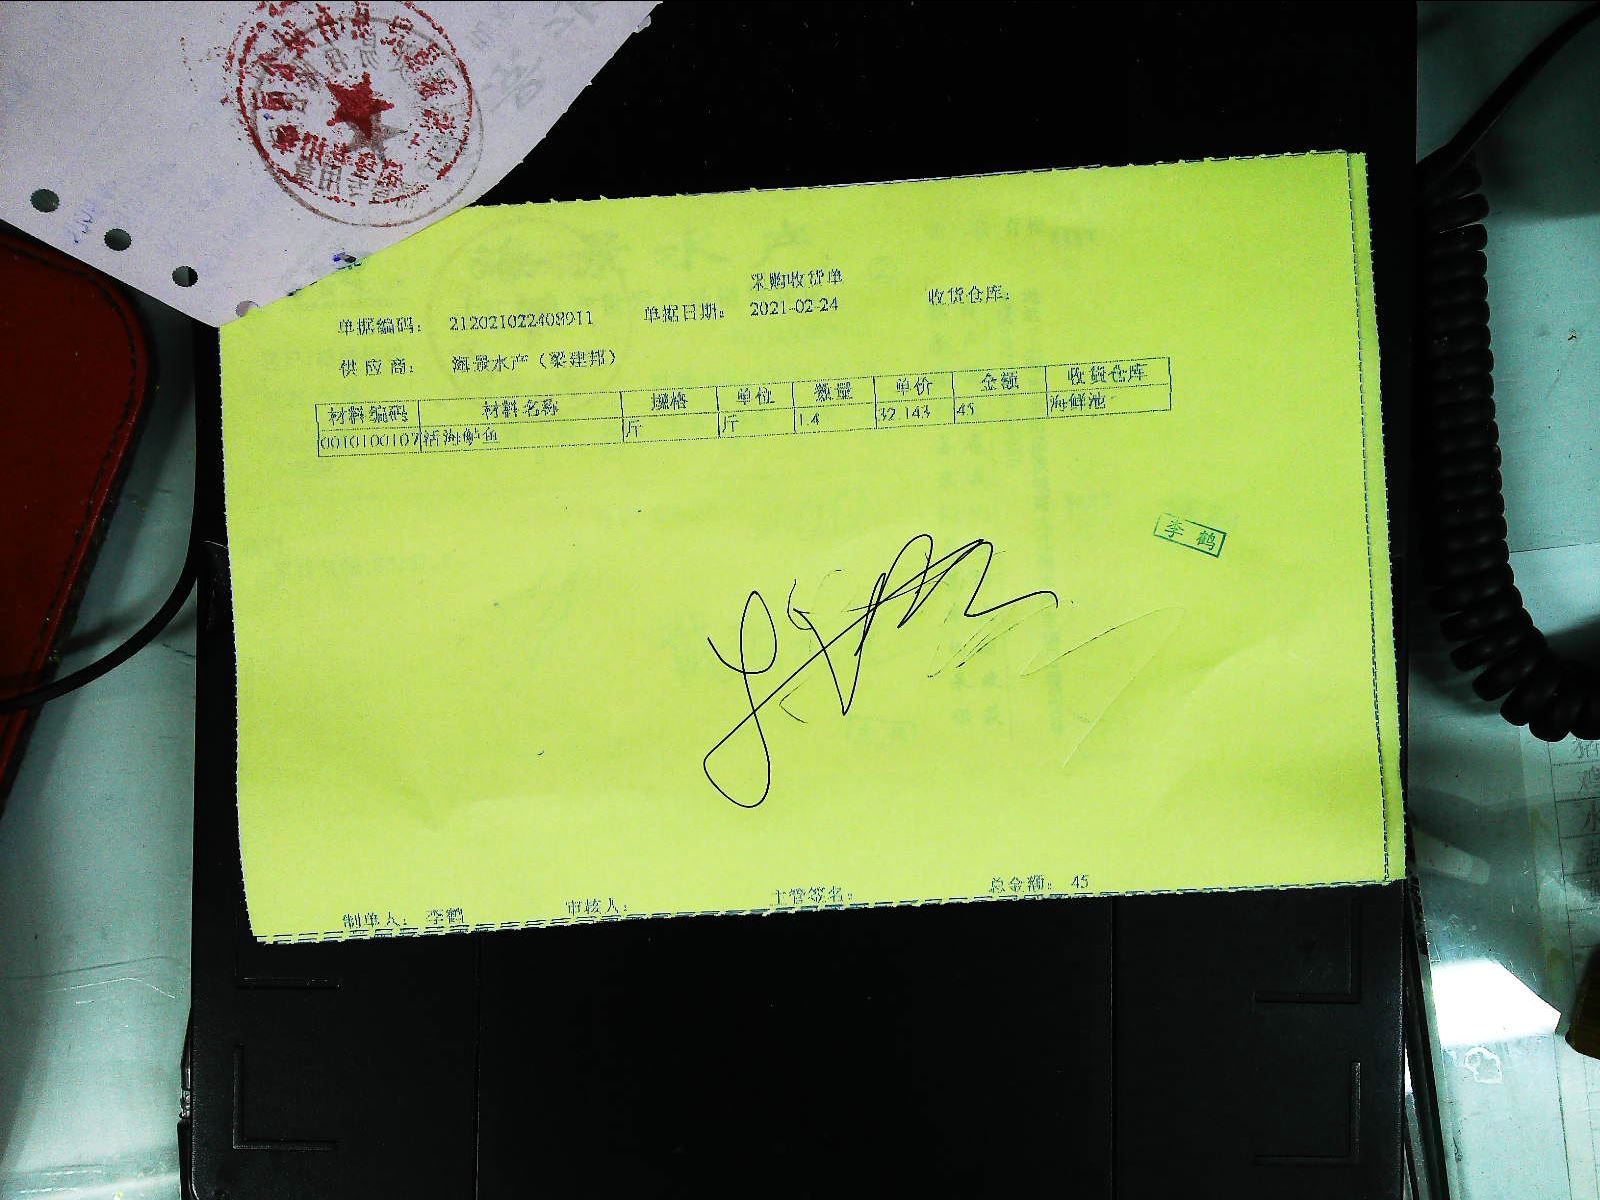 采购收货单
单据编码： 212021022408911 单据日期： 2021-02-24 收货仓库：
供应商： 海景水产（梁建邦）
材料编码 材料名称 规格 单位 数量 单价 金额 收货仓库
0010100107 活海鲈鱼 斤 斤 1.4 32.143 45 海鲜池
李鹤
制单人： 李鹤 审核人： 主管签名： 总金额： 45